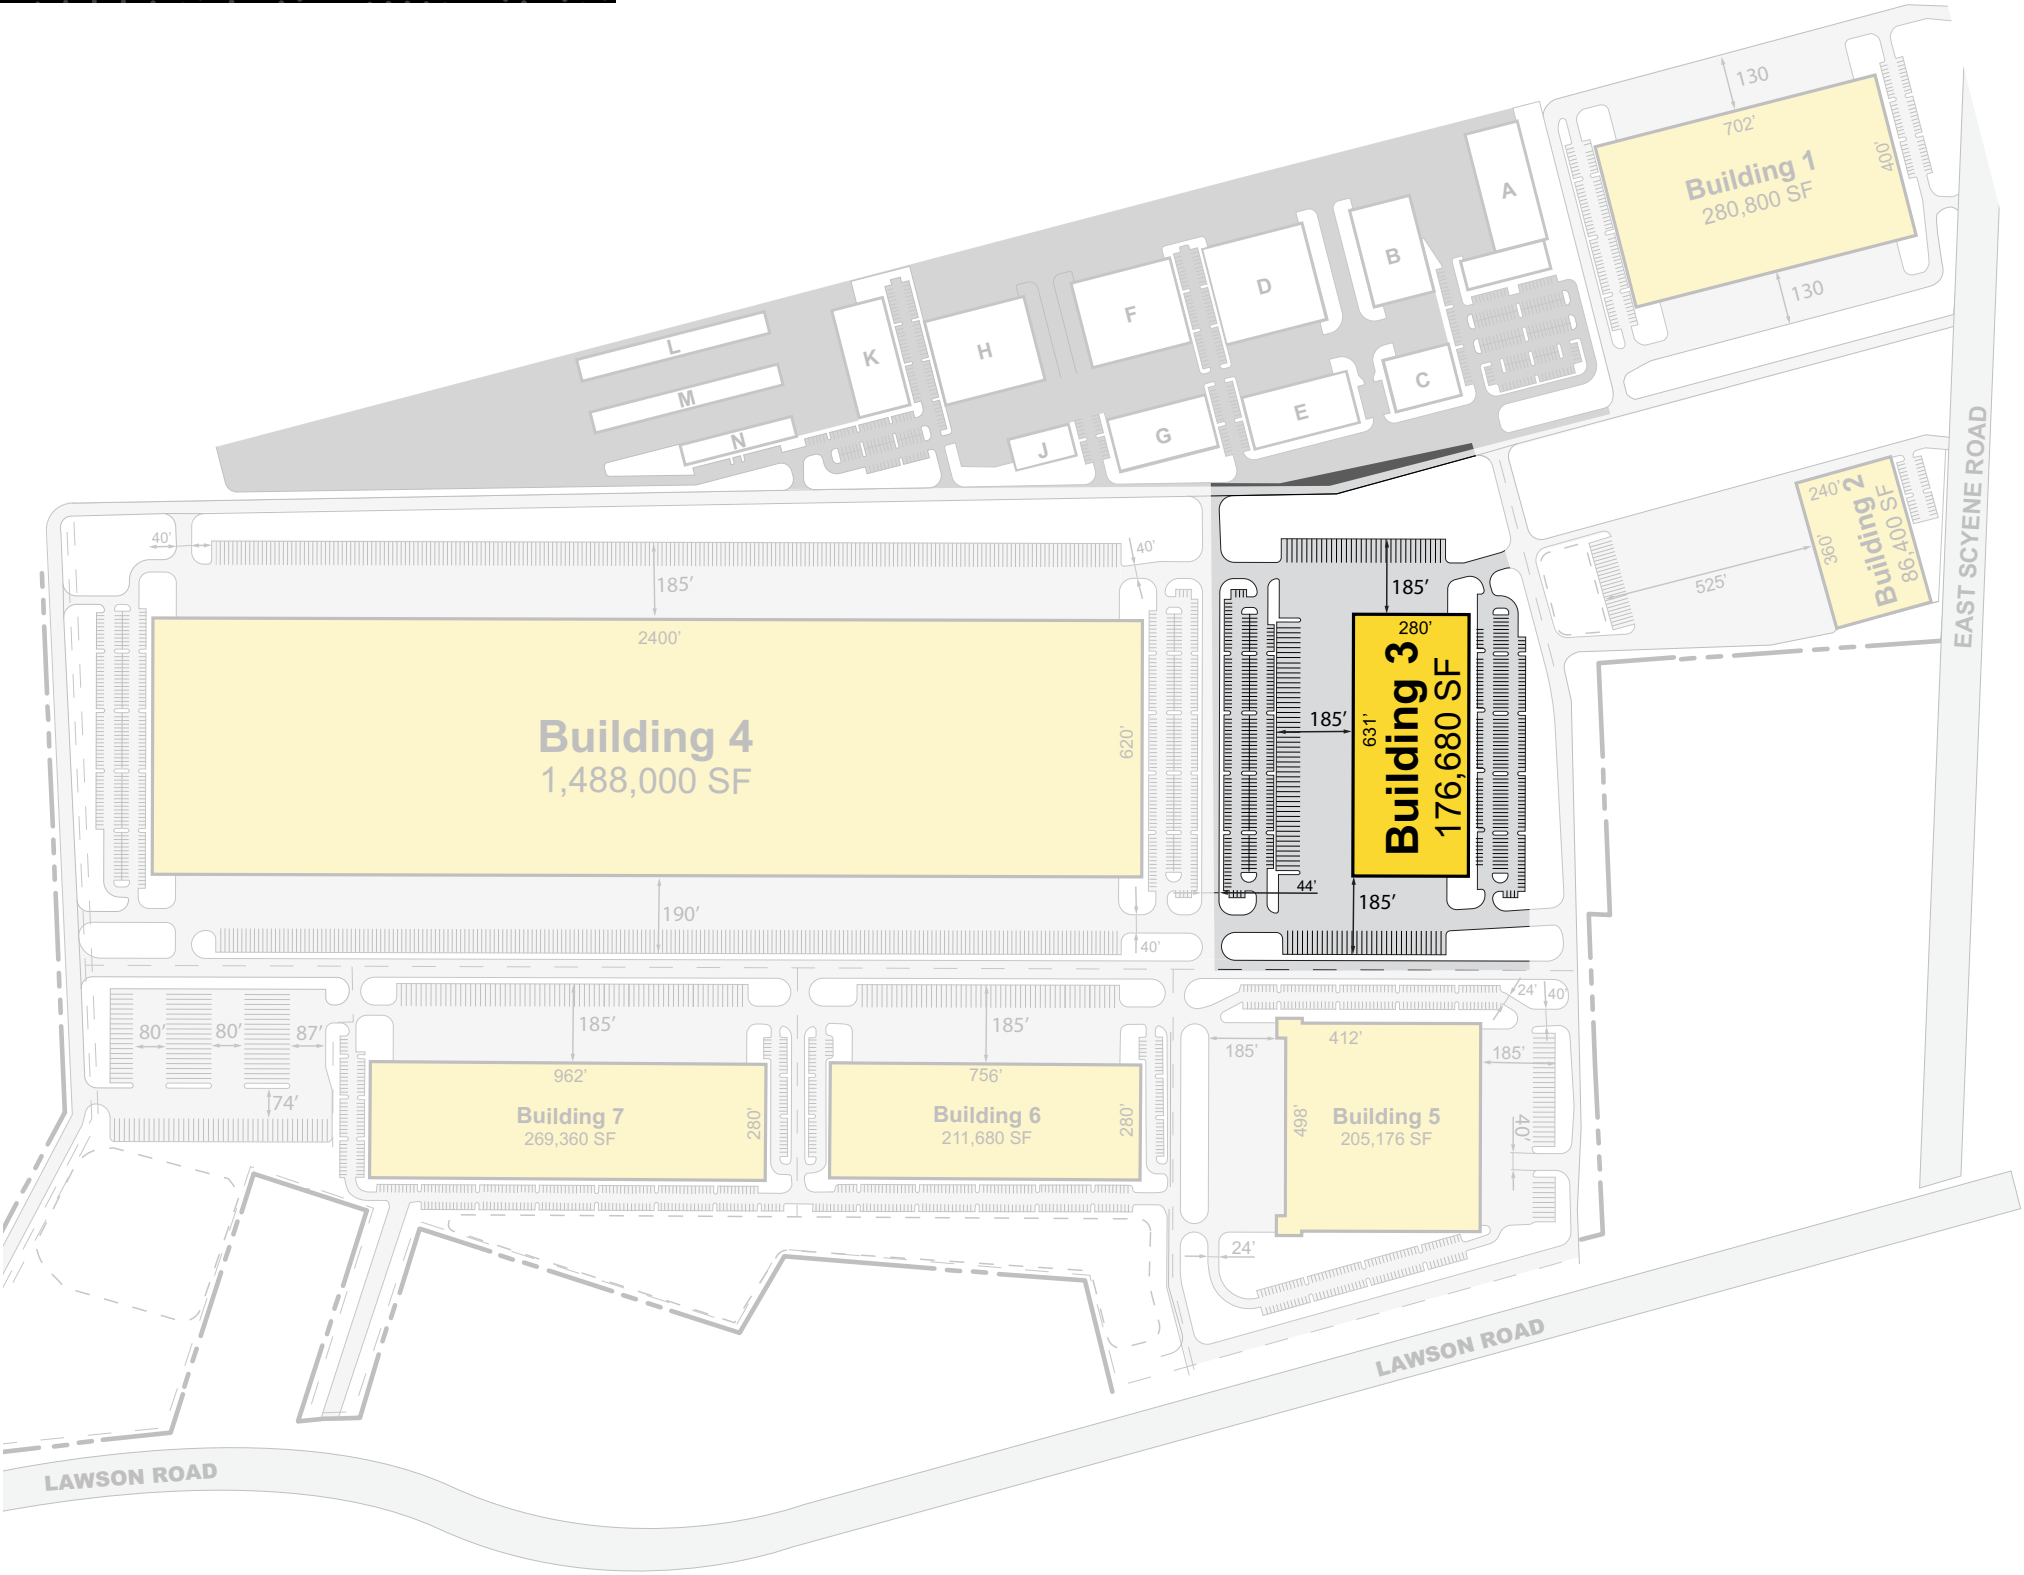 130
702'
400'
Building 1
280,800 SF
130
A
B
D
F
H
K
L
M
N
J
G
E
C
240'
360'
Building 2
86,400 SF
525'
EAST SCYENE ROAD
40'
185'
40'
2400'
620'
Building 4
1,488,000 SF
190'
40'
185'
280'
631'
Building 3
176,680 SF
185'
44'
185'
80'
80'
87'
74'
185'
962'
280'
Building 7
269,360 SF
185'
756'
280'
Building 6
211,680 SF
24'
40'
185'
412'
185'
498'
Building 5
205,176 SF
40'
24'
LAWSON ROAD
LAWSON ROAD